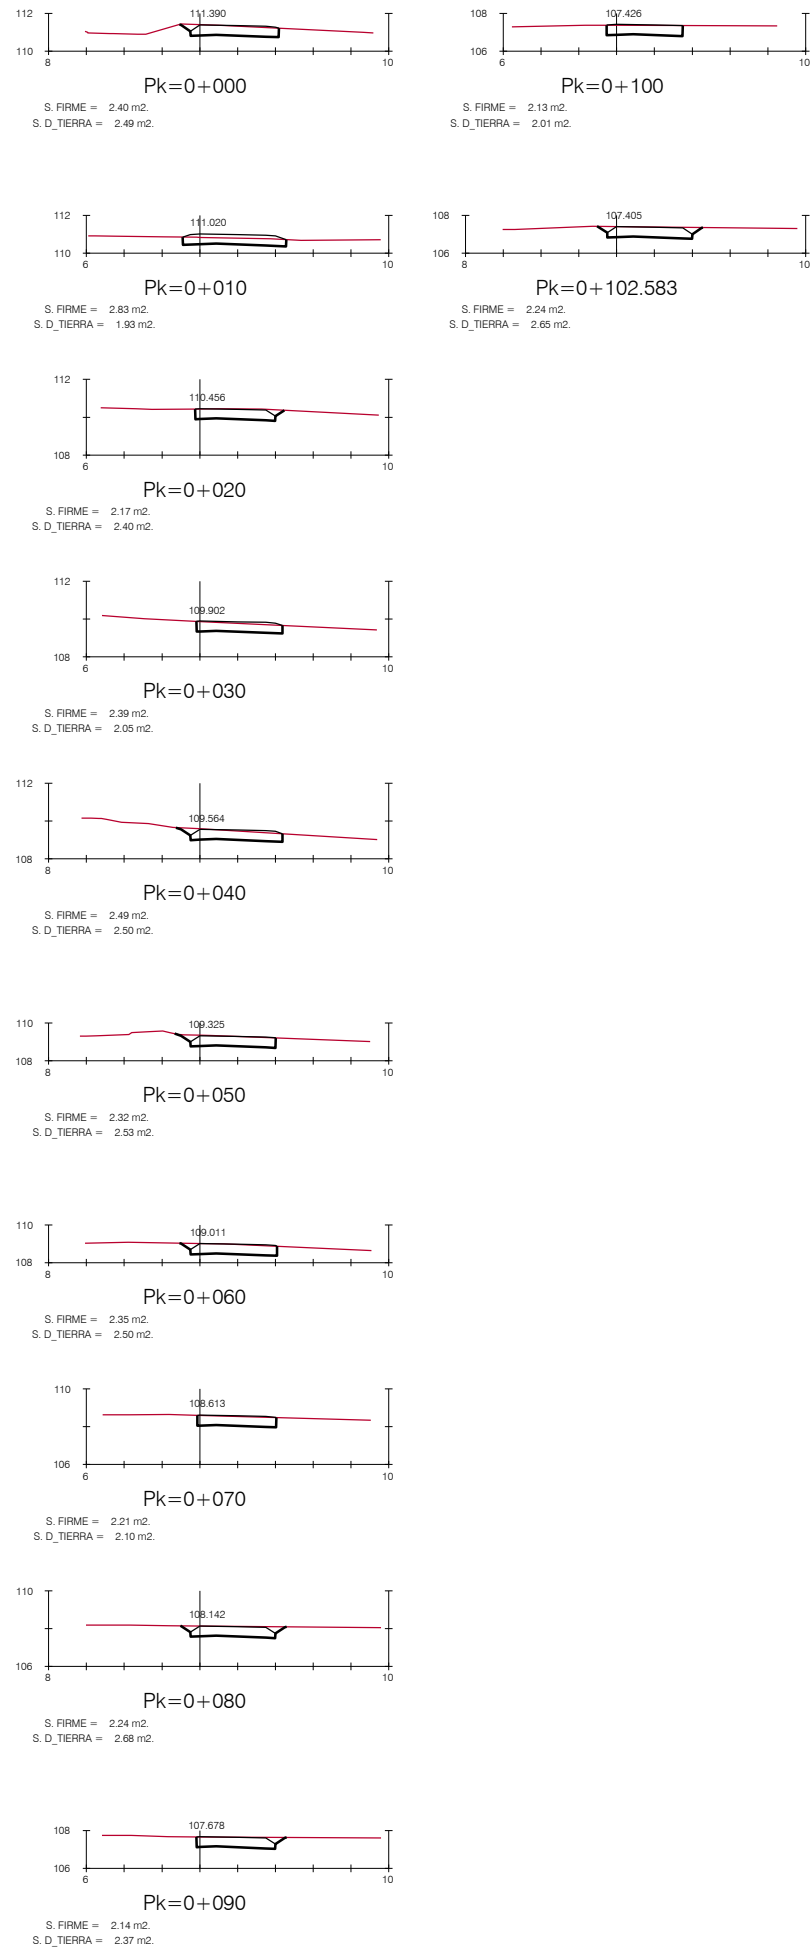 112
111.390
110
8
10
Pk=0+000
S. FIRME = 2.40 m2.
S. D_TIERRA = 2.49 m2.
112
111.020
110
6
10
Pk=0+010
S. FIRME = 2.83 m2.
S. D_TIERRA = 1.93 m2.
112
110.456
108
6
10
Pk=0+020
S. FIRME = 2.17 m2.
S. D_TIERRA = 2.40 m2.
112
109.902
108
6
10
Pk=0+030
S. FIRME = 2.39 m2.
S. D_TIERRA = 2.05 m2.
112
109.564
108
8
10
Pk=0+040
S. FIRME = 2.49 m2.
S. D_TIERRA = 2.50 m2.
110
109.325
108
8
10
Pk=0+050
S. FIRME = 2.32 m2.
S. D_TIERRA = 2.53 m2.
110
109.011
108
8
10
Pk=0+060
S. FIRME = 2.35 m2.
S. D_TIERRA = 2.50 m2.
110
108.613
106
6
10
Pk=0+070
S. FIRME = 2.21 m2.
S. D_TIERRA = 2.10 m2.
110
108.142
106
8
10
Pk=0+080
S. FIRME = 2.24 m2.
S. D_TIERRA = 2.68 m2.
108
107.678
106
6
10
Pk=0+090
S. FIRME = 2.14 m2.
S. D_TIERRA = 2.37 m2.
108
107.426
106
6
10
Pk=0+100
S. FIRME = 2.13 m2.
S. D_TIERRA = 2.01 m2.
108
107.405
106
8
10
Pk=0+102.583
S. FIRME = 2.24 m2.
S. D_TIERRA = 2.65 m2.